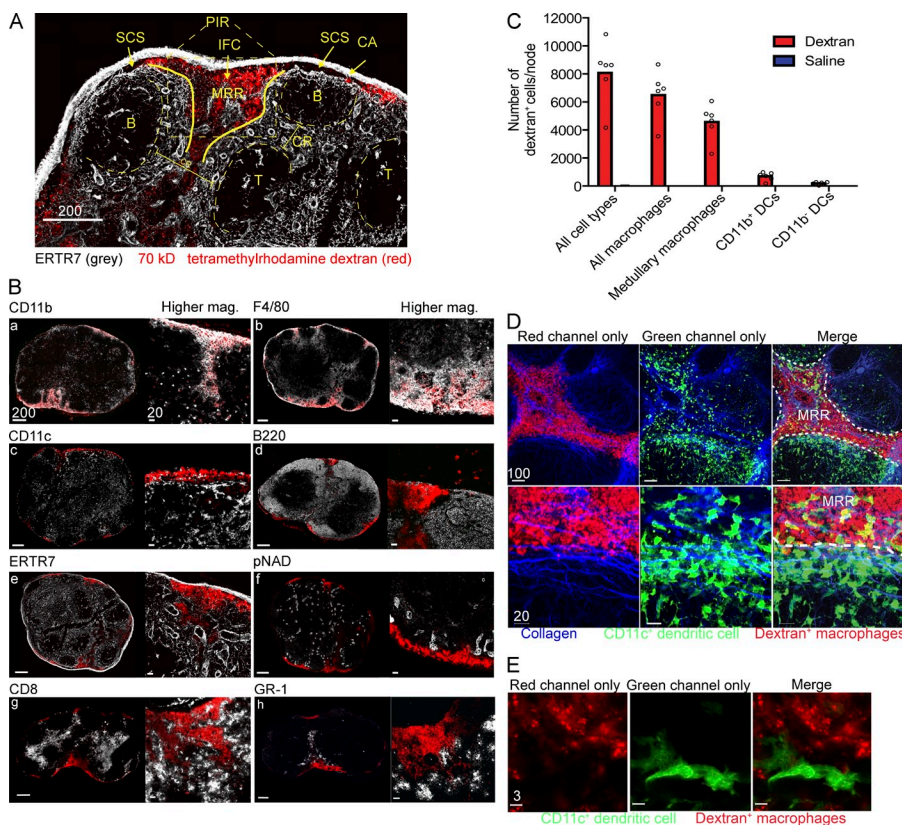 A
PIR
SCS
IFC
SCS
CA
MRR
B
B
CR
T
T
200
ERTR7 (grey) 70 kD tetramethylrhodamine dextran (red)
B
CD11b Higher mag. F4/80 Higher mag.
a
b
200
20
CD11c
B220
c
d
ERTR7
pNAD
e
f
CD8
GR-1
g
h
C
Number of
dextran+ cells/node
12000
10000
8000
6000
4000
2000
0
Dextran
Saline
All cell types
All macrophages
Medullary macrophages
CD11b+ DCs
CD11b- DCs
D
Red channel only Green channel only Merge
MRR
100
MRR
20
Collagen CD11c+ dendritic cell Dextran+ macrophages
E
Red channel only Green channel only Merge
3
CD11c+ dendritic cell Dextran+ macrophages